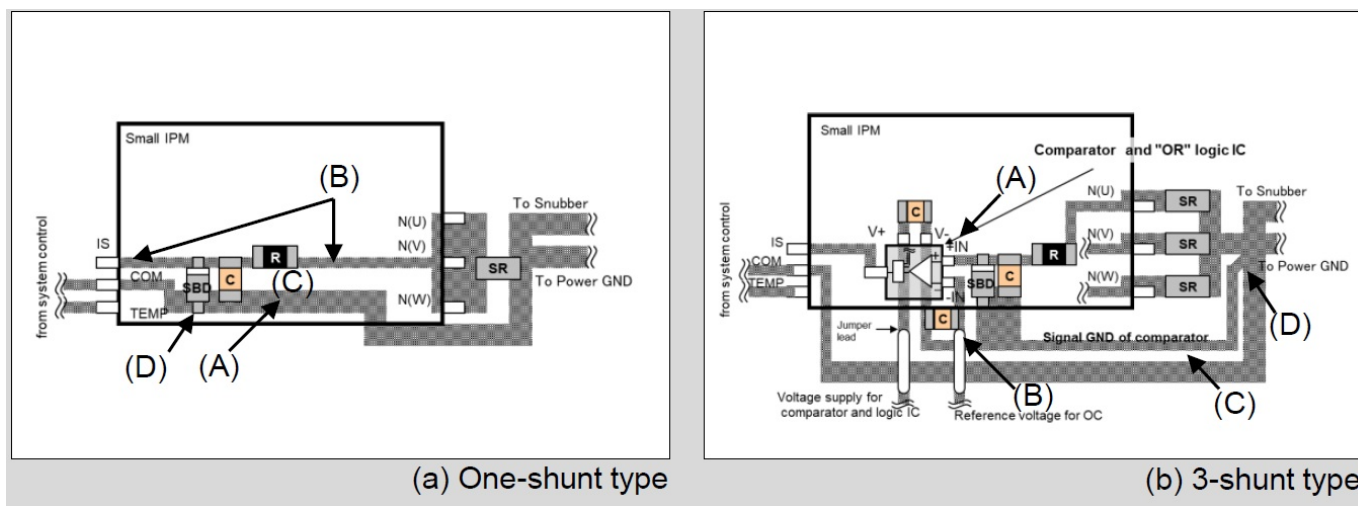 Small IPM
(B)
To Snubber
N(U)
IS
N(V)
R
SR
COM
(C)
SBD
C
To Power GND
N(W)
TEMP
from system control
(D)
(A)
(a) One-shunt type
Small IPM
Comparator and "OR" logic IC
(A)
To Snubber
N(U)
SR
C
V+
V-
IS
+IN
R
N(V)
SR
COM
+
To Power GND
TEMP
SBD
C
-IN
N(W)
SR
from system control
C
(D)
Jumper
lead
Signal GND of comparator
(B)
(C)
Voltage supply for
comparator and logic IC
Reference voltage for OC
(b) 3-shunt type